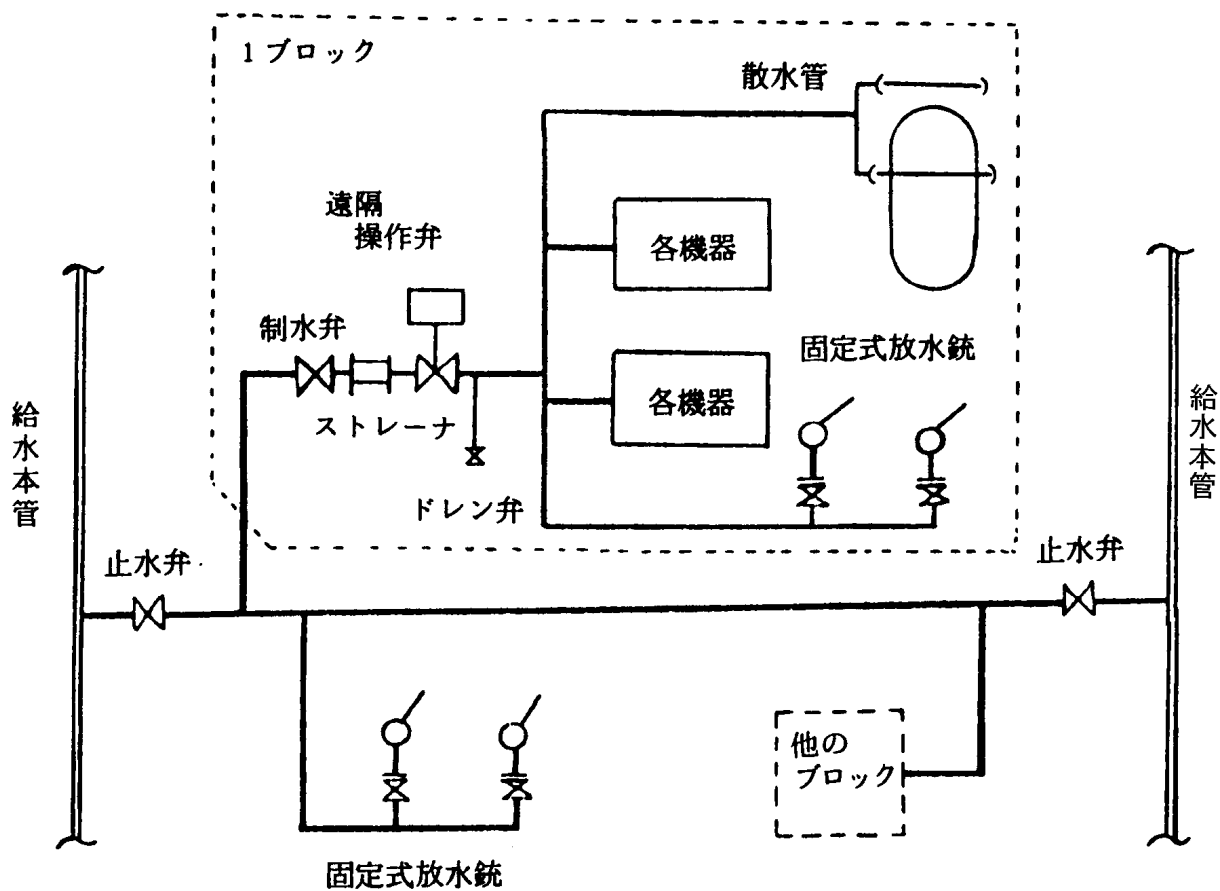 1ブロック
散水管
遠隔
操作弁
各機器
制水弁
固定式放水銃
各機器
ストレーナ
給水本管
給水本管
ドレン弁
止水弁
止水弁
他の
ブロック
固定式放水銃